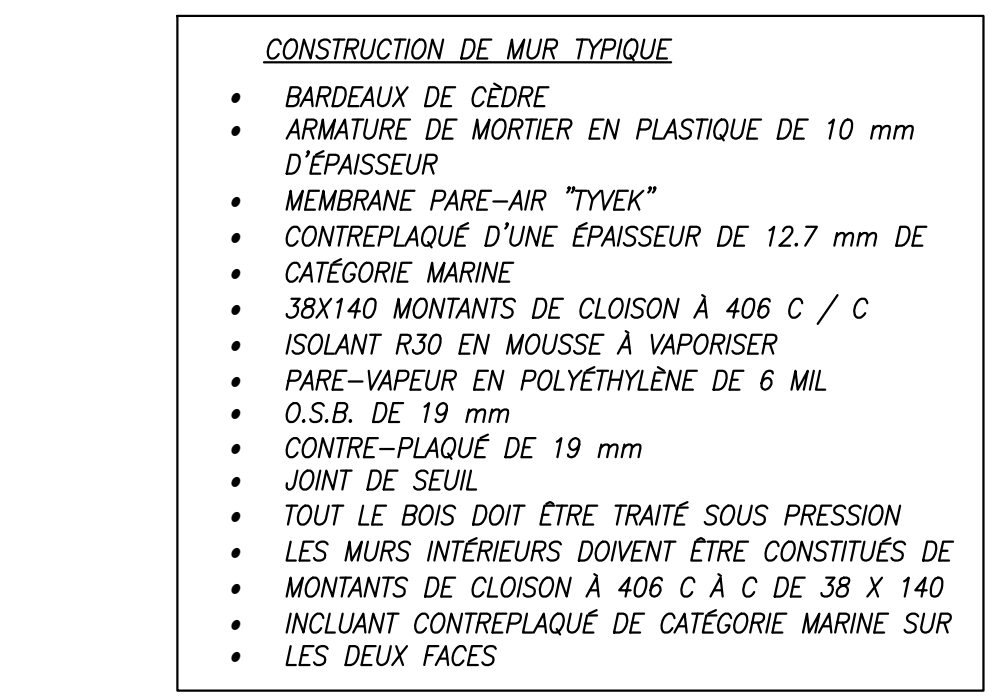 CONSTRUCTION DE MUR TYPIQUE
• BARDEAUX DE CÈDRE
• ARMATURE DE MORTIER EN PLASTIQUE DE 10 mm
D'ÉPAISSEUR
• MEMBRANE PARE-AIR "TYVEK"
• CONTREPLAQUÉ D'UNE ÉPAISSEUR DE 12.7 mm DE
• CATÉGORIE MARINE
• 38X140 MONTANTS DE CLOISON À 406 C / C
• ISOLANT R30 EN MOUSSE À VAPORISER
• PARE-VAPEUR EN POLYÉTHYLÈNE DE 6 MIL
• O.S.B. DE 19 mm
• CONTRE-PLAQUÉ DE 19 mm
• JOINT DE SEUIL
• TOUT LE BOIS DOIT ÊTRE TRAITÉ SOUS PRESSION
• LES MURS INTÉRIEURS DOIVENT ÊTRE CONSTITUÉS DE
• MONTANTS DE CLOISON À 406 C À C DE 38 X 140
• INCLUANT CONTREPLAQUÉ DE CATÉGORIE MARINE SUR
• LES DEUX FACES